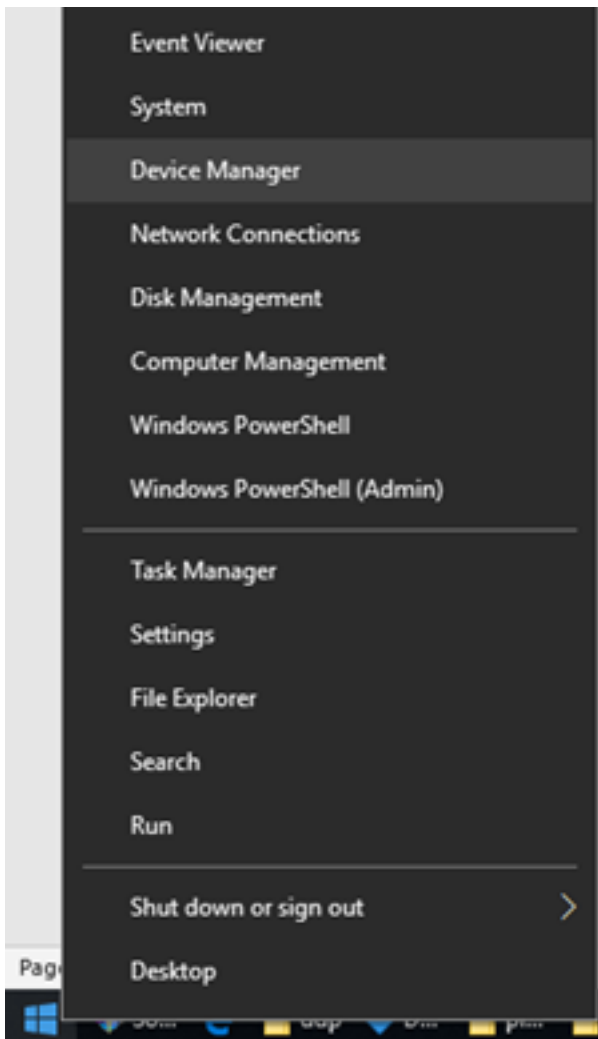 Event Viewer
System
Device Manager
Network Connections
Disk Management
Computer Management
Windows PowerShell
Windows PowerShell (Admin)
Task Manager
Settings
File Explorer
Search
Run
Shut down or sign out
Desktop